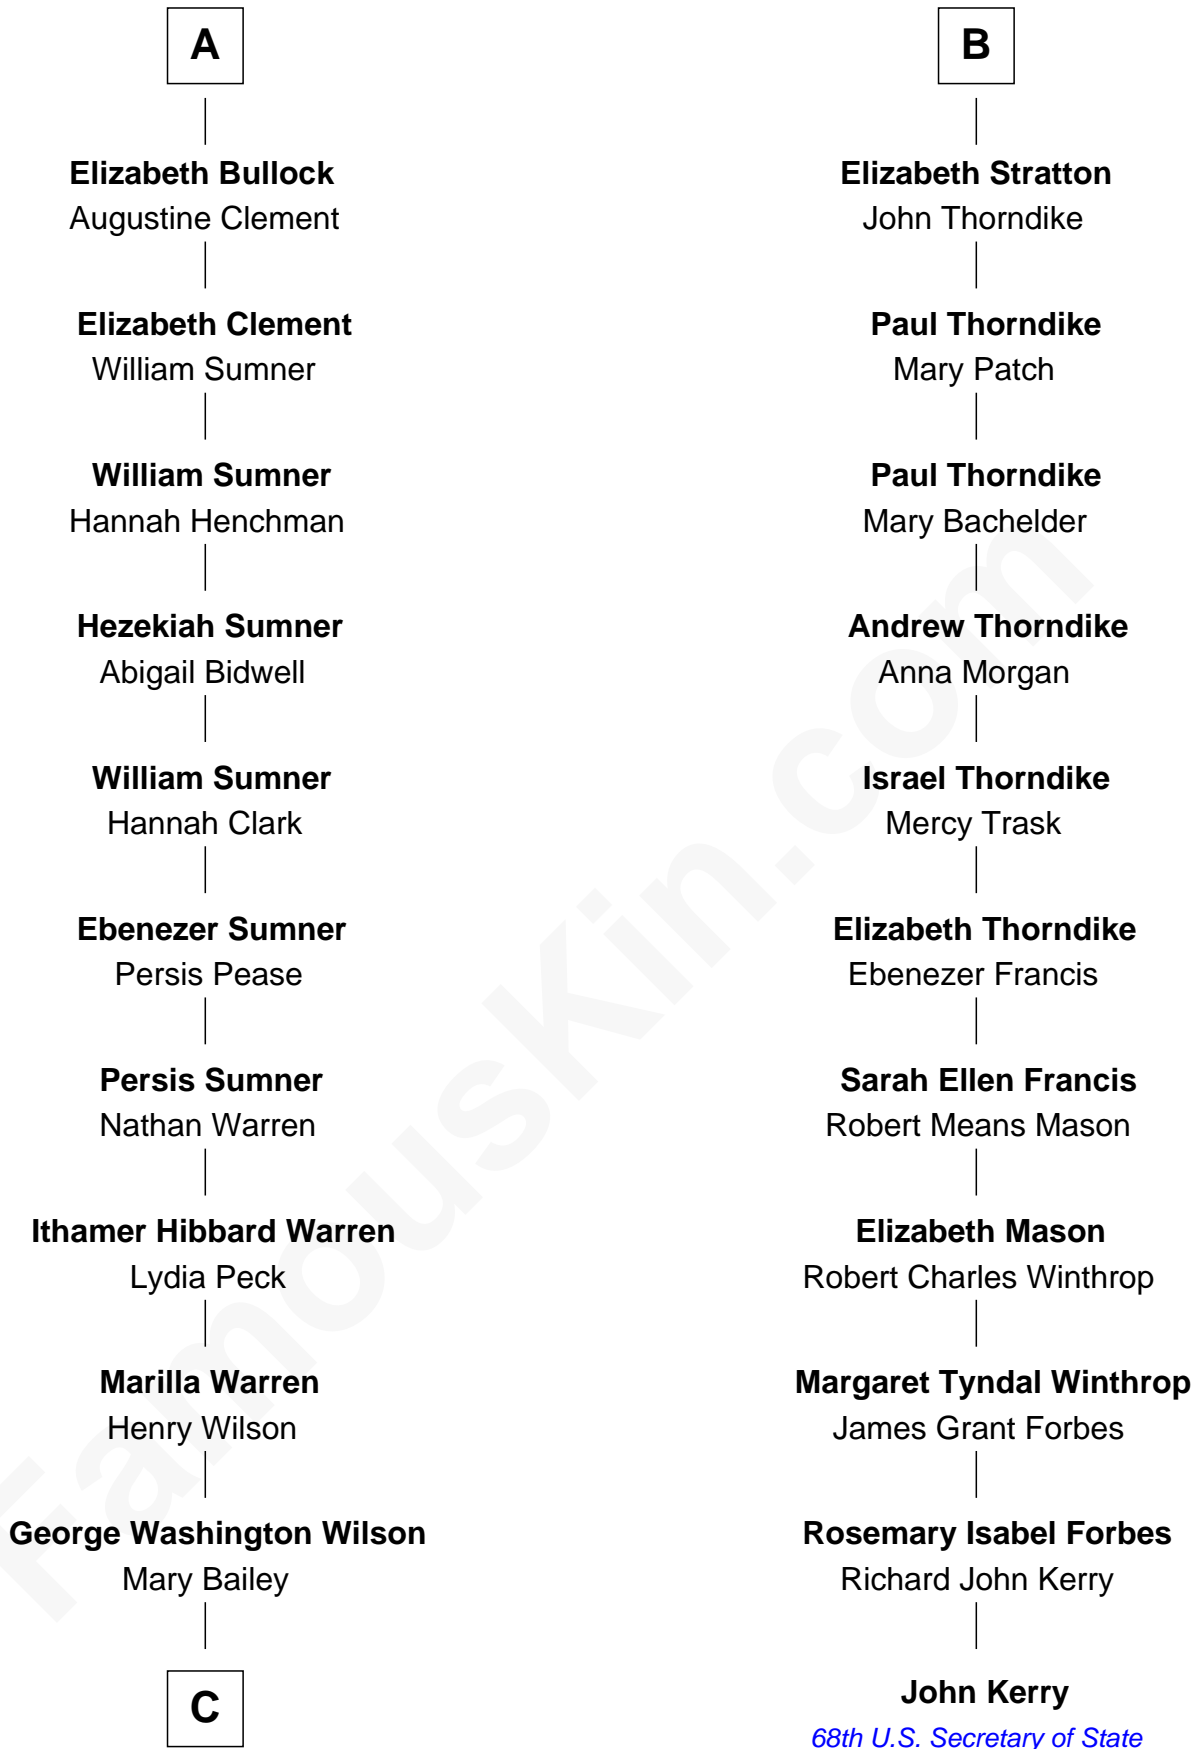 A
Elizabeth Bullock
Augustine Clement
Elizabeth Clement
William Sumner
William Sumner
Hannah Henchman
Hezekiah Sumner
Abigail Bidwell
William Sumner
Hannah Clark
Ebenezer Sumner
Persis Pease
Persis Sumner
Nathan Warren
Ithamer Hibbard Warren
Lydia Peck
Marilla Warren
Henry Wilson
George Washington Wilson
Mary Bailey
C
B
Elizabeth Stratton
John Thorndike
Paul Thorndike
Mary Patch
Paul Thorndike
Mary Bachelder
Andrew Thorndike
Anna Morgan
Israel Thorndike
Mercy Trask
Elizabeth Thorndike
Ebenezer Francis
Sarah Ellen Francis
Robert Means Mason
Elizabeth Mason
Robert Charles Winthrop
Margaret Tyndal Winthrop
James Grant Forbes
Rosemary Isabel Forbes
Richard John Kerry
John Kerry
68th U.S. Secretary of State
FamousKin.com